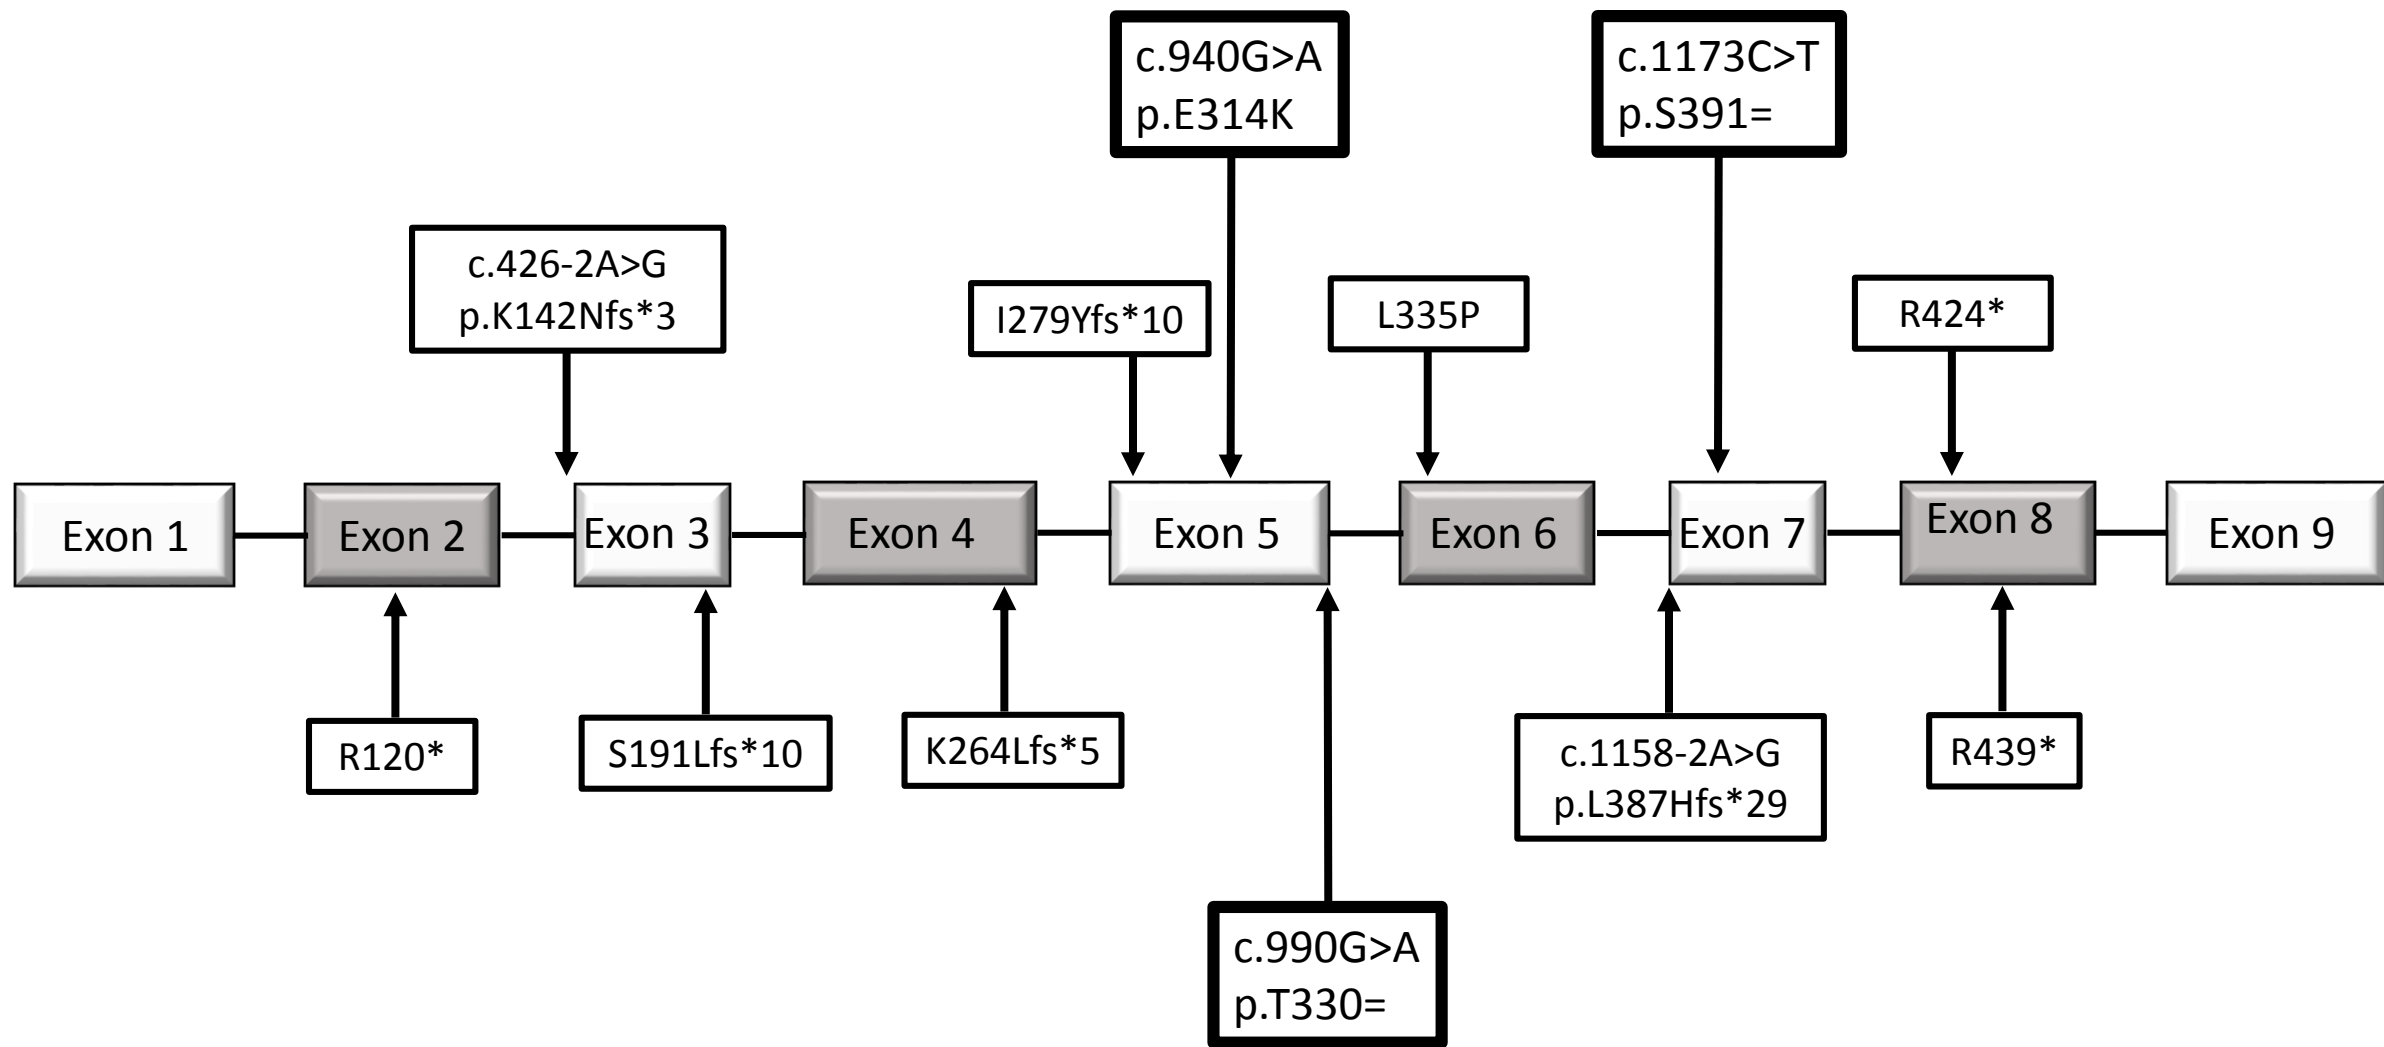 c.940G>A
p.E314K
c.1173C>T
p.S391=
c.426-2A>G
p.K142Nfs*3
I279Yfs*10
L335P
R424*
Exon 1
Exon 2
Exon 3
Exon 4
Exon 5
Exon 6
Exon 7
Exon 8
Exon 9
R120*
S191Lfs*10
K264Lfs*5
c.1158-2A>G
p.L387Hfs*29
R439*
c.990G>A
p.T330=